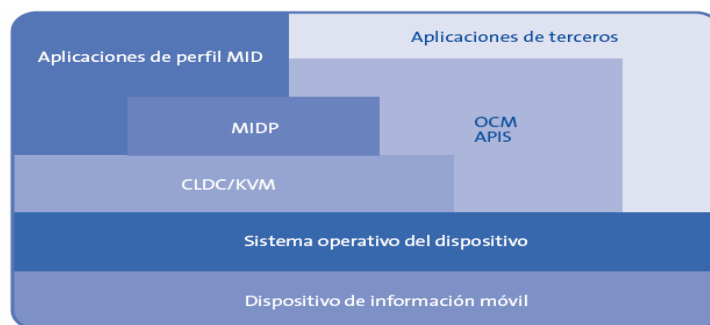 Aplicaciones de terceros
Aplicaciones de perfil MID
MIDP
OCM
APIS
CLDC/KVM
Sistema operativo del dispositivo
Dispositivo de información móvil